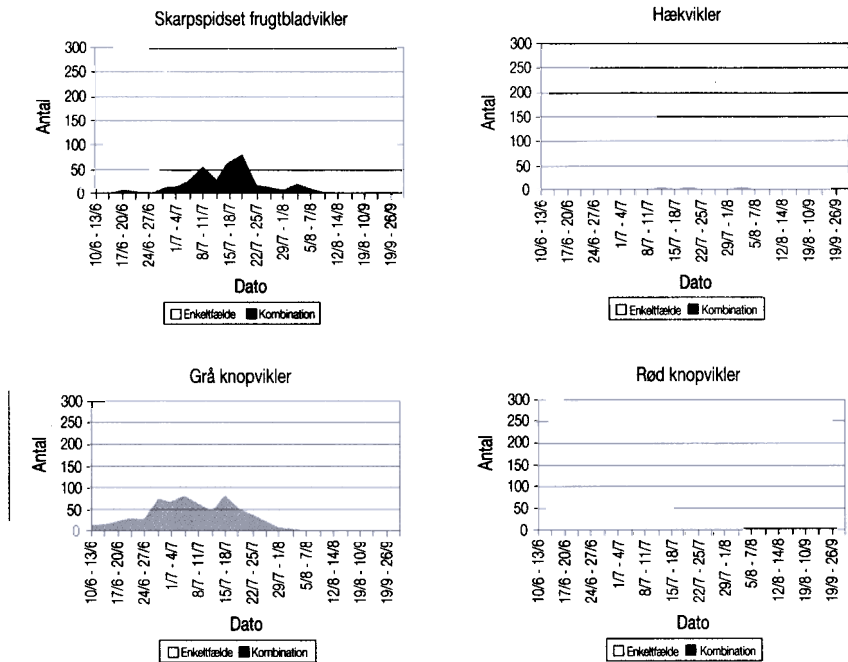 Skarpspidset frugtbladvikler
Antal
300
250
200
150
100
50
0
10/6 - 13/6
17/6 - 20/6
24/6 - 27/6
1/7 - 4/7
8/7 - 11/7
15/7 - 18/7
22/7 - 25/7
29/7 - 1/8
5/8 - 7/8
12/8 - 14/8
19/8 - 10/9
19/9 - 26/9
Dato
Enkeltfælde Kombination
Hækvikler
Antal
300
250
200
150
100
50
0
10/6 - 13/6
17/6 - 20/6
24/6 - 27/6
1/7 - 4/7
8/7 - 11/7
15/7 - 18/7
22/7 - 25/7
29/7 - 1/8
5/8 - 7/8
12/8 - 14/8
19/8 - 10/9
19/9 - 26/9
Dato
Enkeltfælde Kombination
Grå knopvikler
Antal
300
250
200
150
100
50
0
10/6 - 13/6
17/6 - 20/6
24/6 - 27/6
1/7 - 4/7
8/7 - 11/7
15/7 - 18/7
22/7 - 25/7
29/7 - 1/8
5/8 - 7/8
12/8 - 14/8
19/8 - 10/9
19/9 - 26/9
Dato
Enkeltfælde Kombination
Rød knopvikler
Antal
300
250
200
150
100
50
0
10/6 - 13/6
17/6 - 20/6
24/6 - 27/6
1/7 - 4/7
8/7 - 11/7
15/7 - 18/7
22/7 - 25/7
29/7 - 1/8
5/8 - 7/8
12/8 - 14/8
19/8 - 10/9
19/9 - 26/9
Dato
Enkeltfælde Kombination